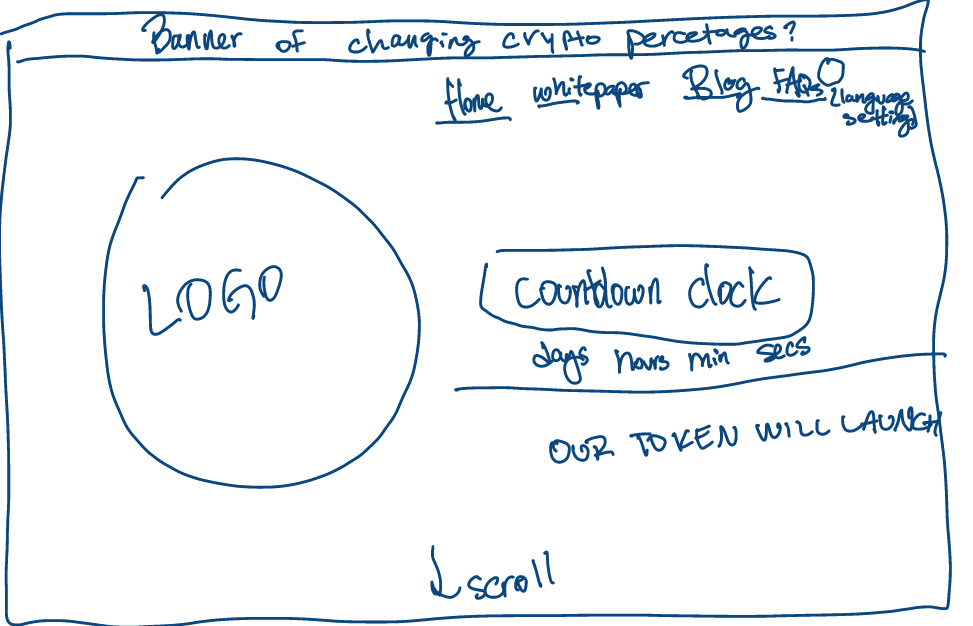 Banner of changing crypto percetages?
Home whitepaper Blog FAQs
(language
settings)
LOGO
countdown clock
days hours min secs
OUR TOKEN WILL LAUNCH
↓ scroll